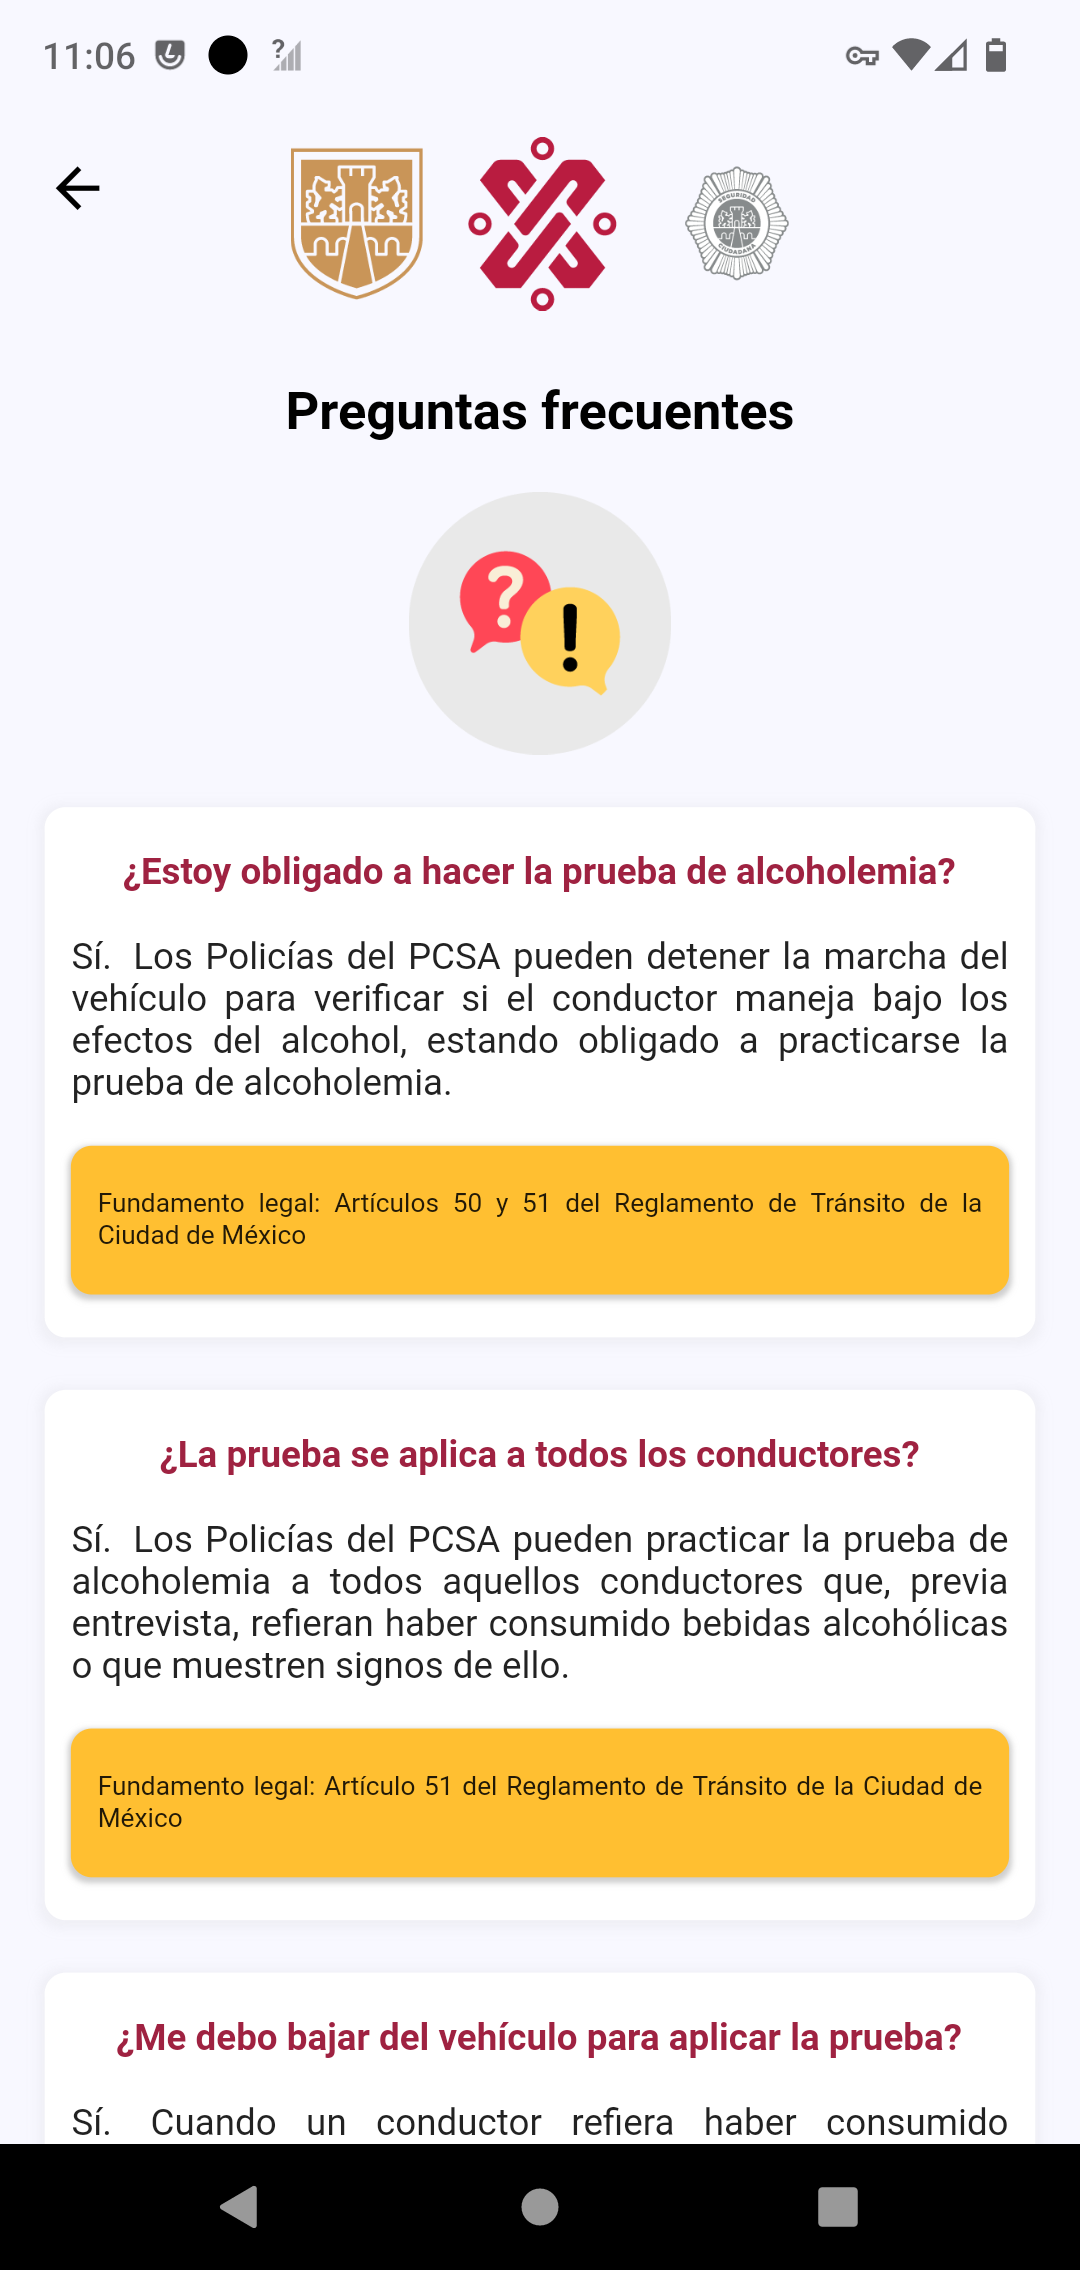 11:06
Preguntas frecuentes
¿Estoy obligado a hacer la prueba de alcoholemia?
Sí. Los Policías del PCSA pueden detener la marcha del
vehículo para verificar si el conductor maneja bajo los
efectos del alcohol, estando obligado a practicarse la
prueba de alcoholemia.
Fundamento legal: Artículos 50 y 51 del Reglamento de Tránsito de la
Ciudad de México
¿La prueba se aplica a todos los conductores?
Sí. Los Policías del PCSA pueden practicar la prueba de
alcoholemia a todos aquellos conductores que, previa
entrevista, refieran haber consumido bebidas alcohólicas
o que muestren signos de ello.
Fundamento legal: Artículo 51 del Reglamento de Tránsito de la Ciudad de
México
¿Me debo bajar del vehículo para aplicar la prueba?
Sí. Cuando un conductor refiera haber consumido